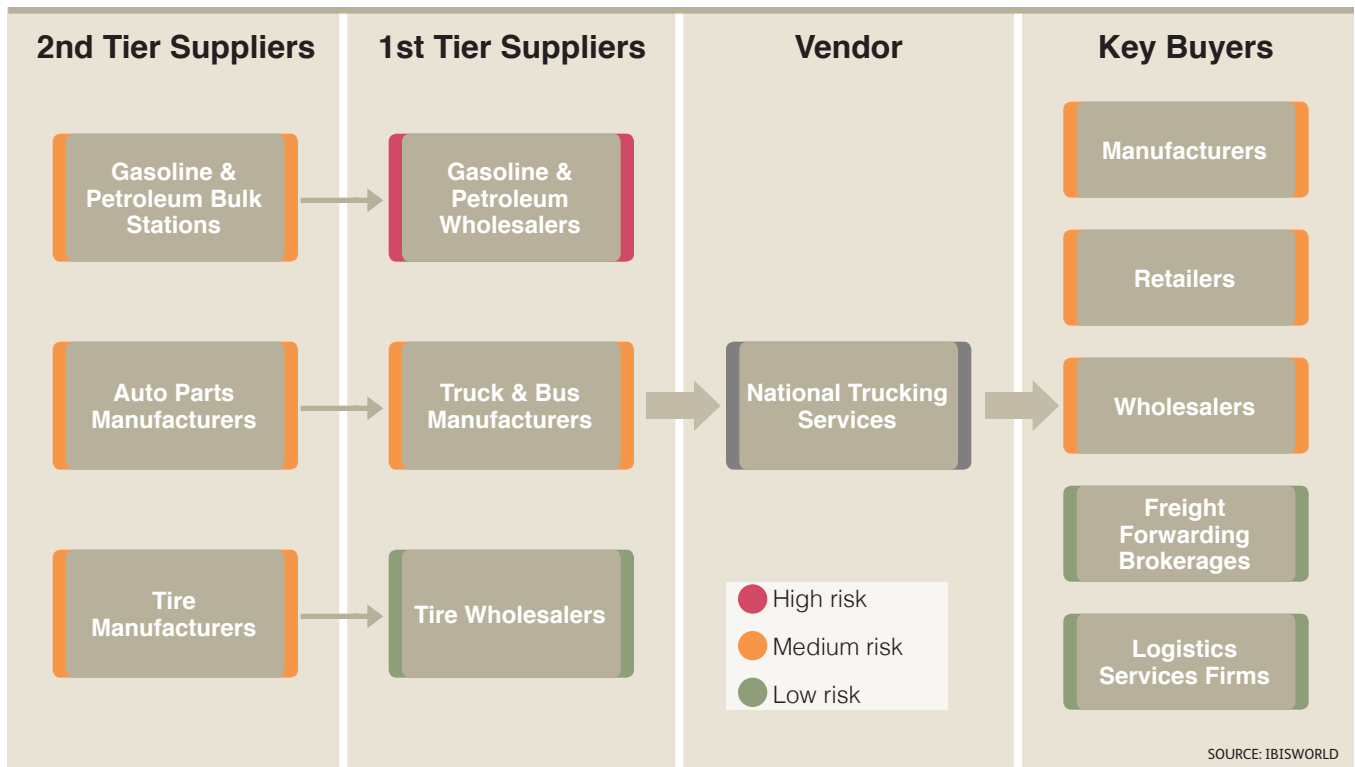 2nd Tier Suppliers
1st Tier Suppliers
Vendor
Key Buyers
Gasoline &
Petroleum Bulk
Stations
Auto Parts
Manufacturers
Tire
Manufacturers
Gasoline &
Petroleum
Wholesalers
Truck & Bus
Manufacturers
Tire Wholesalers
National Trucking
Services
High risk
Medium risk
Low risk
Manufacturers
Retailers
Wholesalers
Freight
Forwarding
Brokerages
Logistics
Services Firms
SOURCE: IBISWORLD